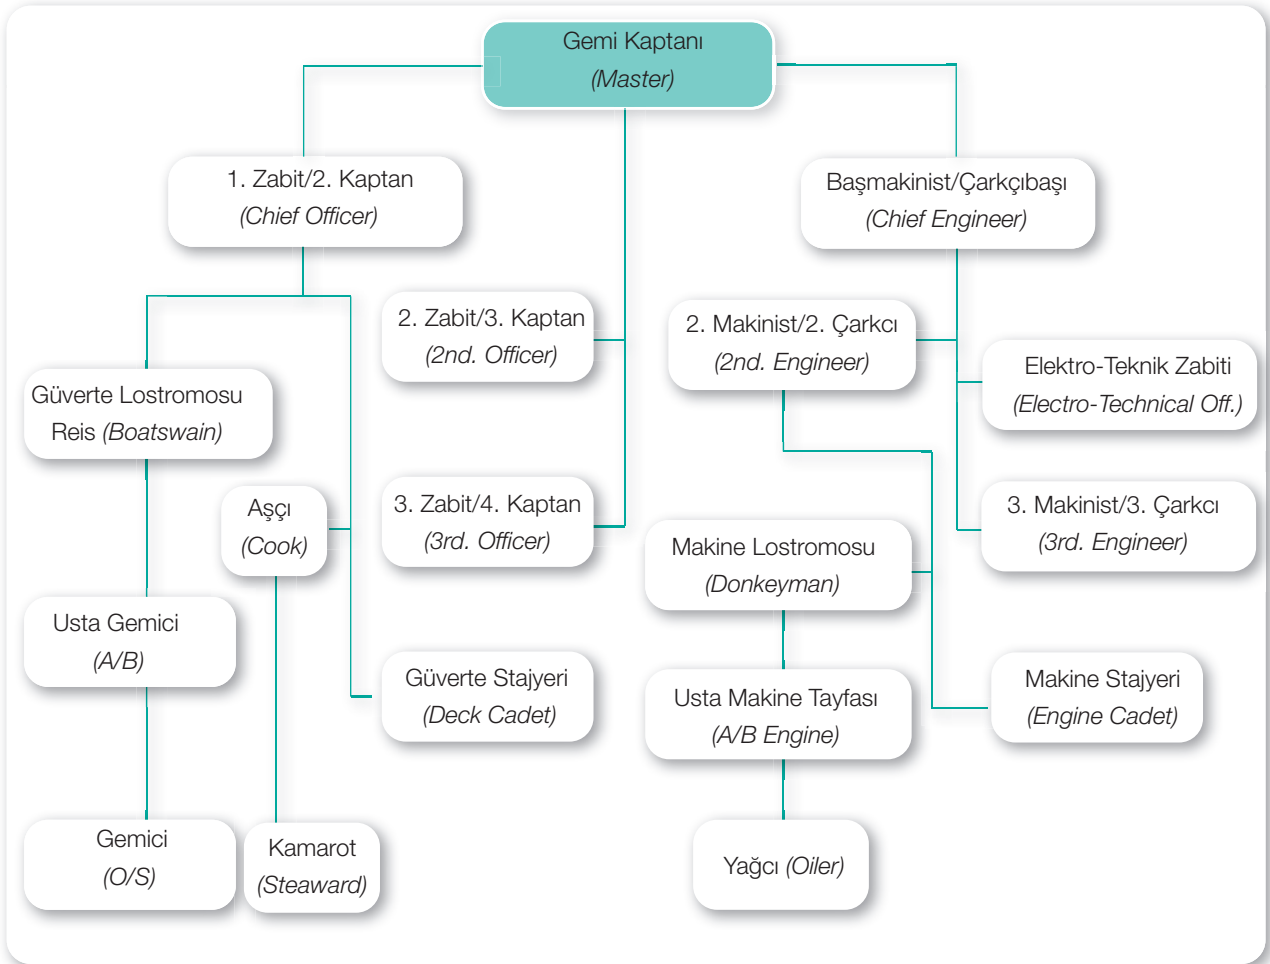 Gemi Kaptanı
(Master)
1. Zabit/2. Kaptan
(Chief Officer)
Başmakinist/Çarkçıbaşı
(Chief Engineer)
2. Zabit/3. Kaptan
(2nd. Officer)
2. Makinist/2. Çarkcı
(2nd. Engineer)
Elektro-Teknik Zabiti
(Electro-Technical Off.)
Güverte Lostromosu
Reis (Boatswain)
Aşçı
(Cook)
3. Zabit/4. Kaptan
(3rd. Officer)
3. Makinist/3. Çarkcı
(3rd. Engineer)
Makine Lostromosu
(Donkeyman)
Usta Gemici
(A/B)
Güverte Stajyeri
(Deck Cadet)
Usta Makine Tayfası
(A/B Engine)
Makine Stajyeri
(Engine Cadet)
Gemici
(O/S)
Kamarot
(Steaward)
Yağcı (Oiler)